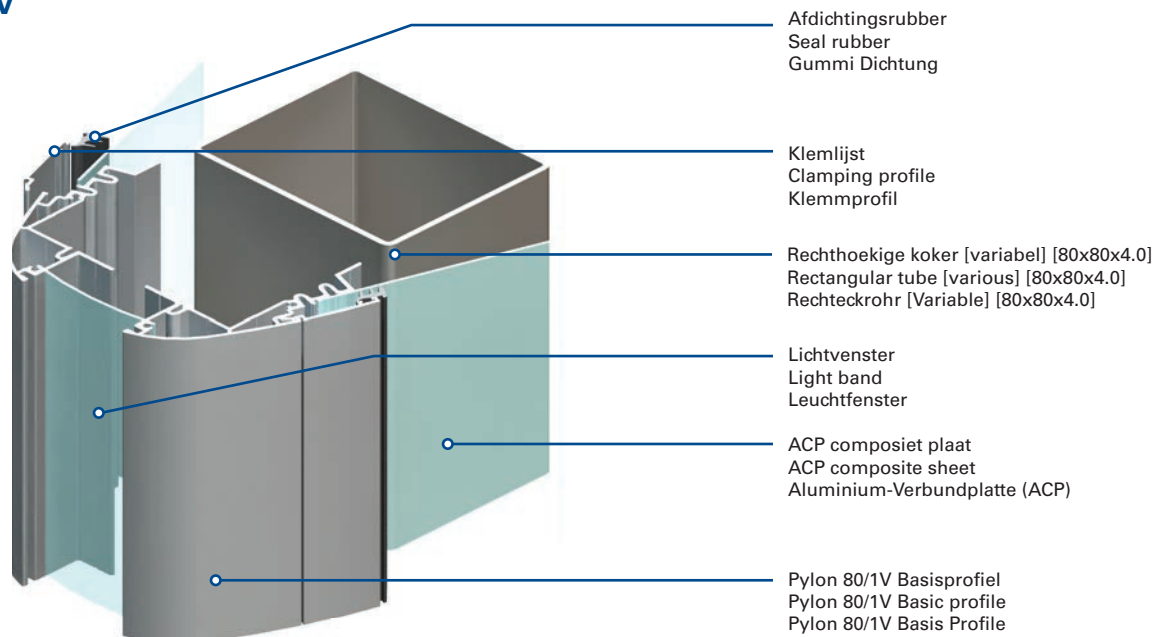 V
Afdichtingsrubber
Seal rubber
Gummi Dichtung
Klemlijst
Clamping profile
Klemmprofil
Rechthoekige koker [variabel] [80x80x4.0]
Rectangular tube [various] [80x80x4.0]
Rechteckrohr [Variable] [80x80x4.0]
Lichtvenster
Light band
Leuchtfenster
ACP composiet plaat
ACP composite sheet
Aluminium-Verbundplatte (ACP)
Pylon 80/1V Basisprofiel
Pylon 80/1V Basic profile
Pylon 80/1V Basis Profile